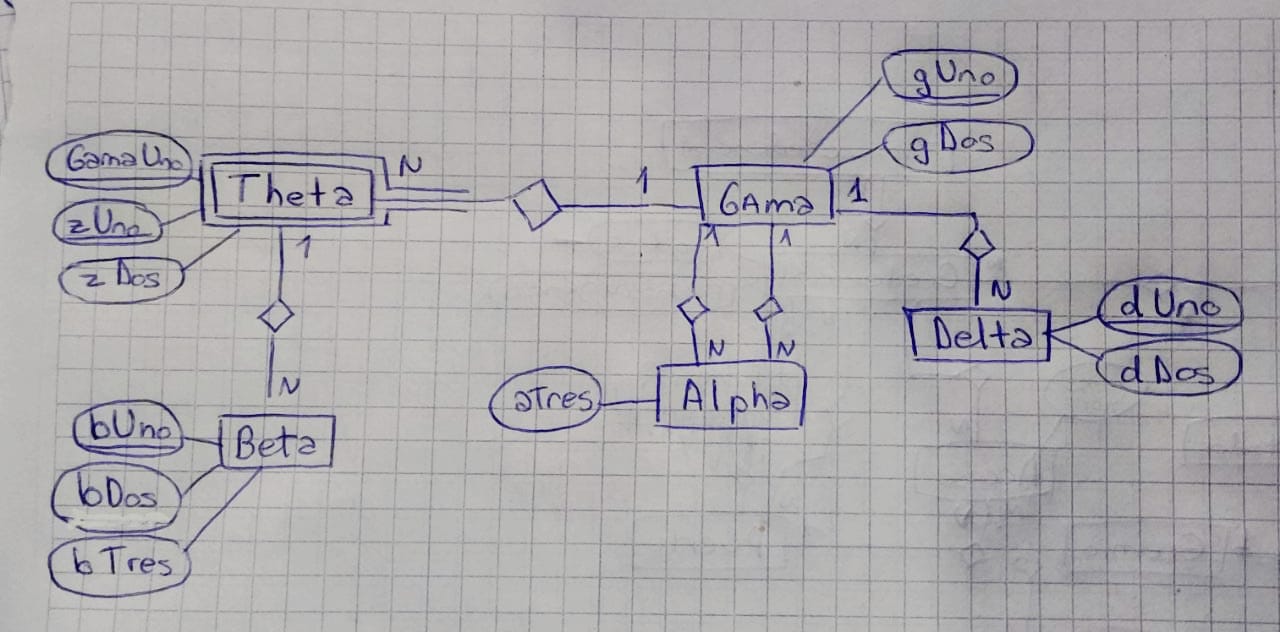 gUno
gDos
GamaUno
Theta
N
1
GAma
1
zUno
zDos
1
1
1
N
N
N
N
Delta
dUno
dDos
aTres
Alpha
bUno
Beta
bDos
bTres